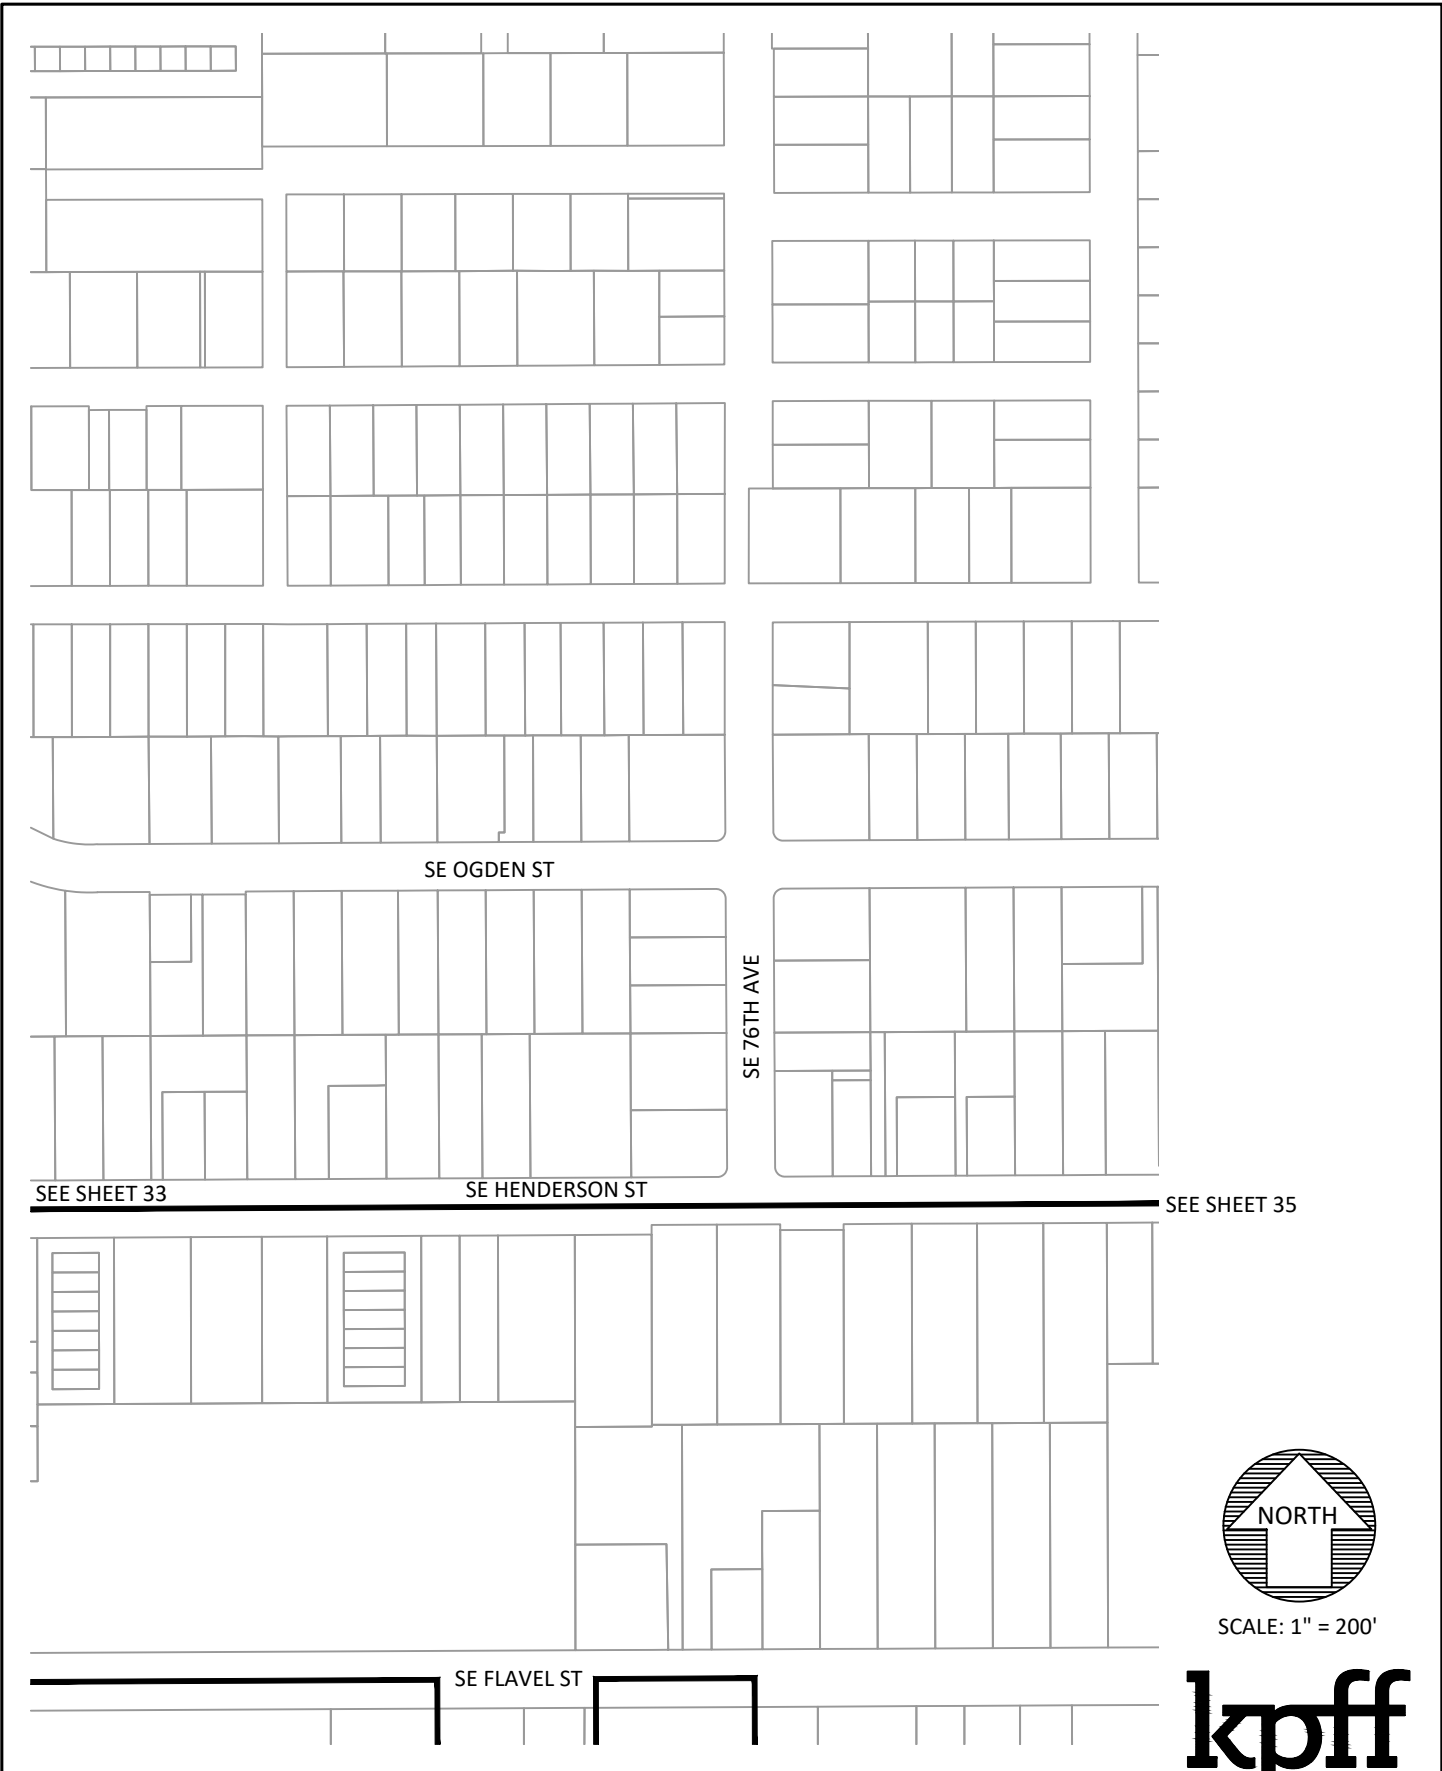 SE OGDEN ST
SE 76TH AVE
SEE SHEET 33
SE HENDERSON ST
SEE SHEET 35
NORTH
SCALE: 1" = 200'
SE FLAVEL ST
kpff